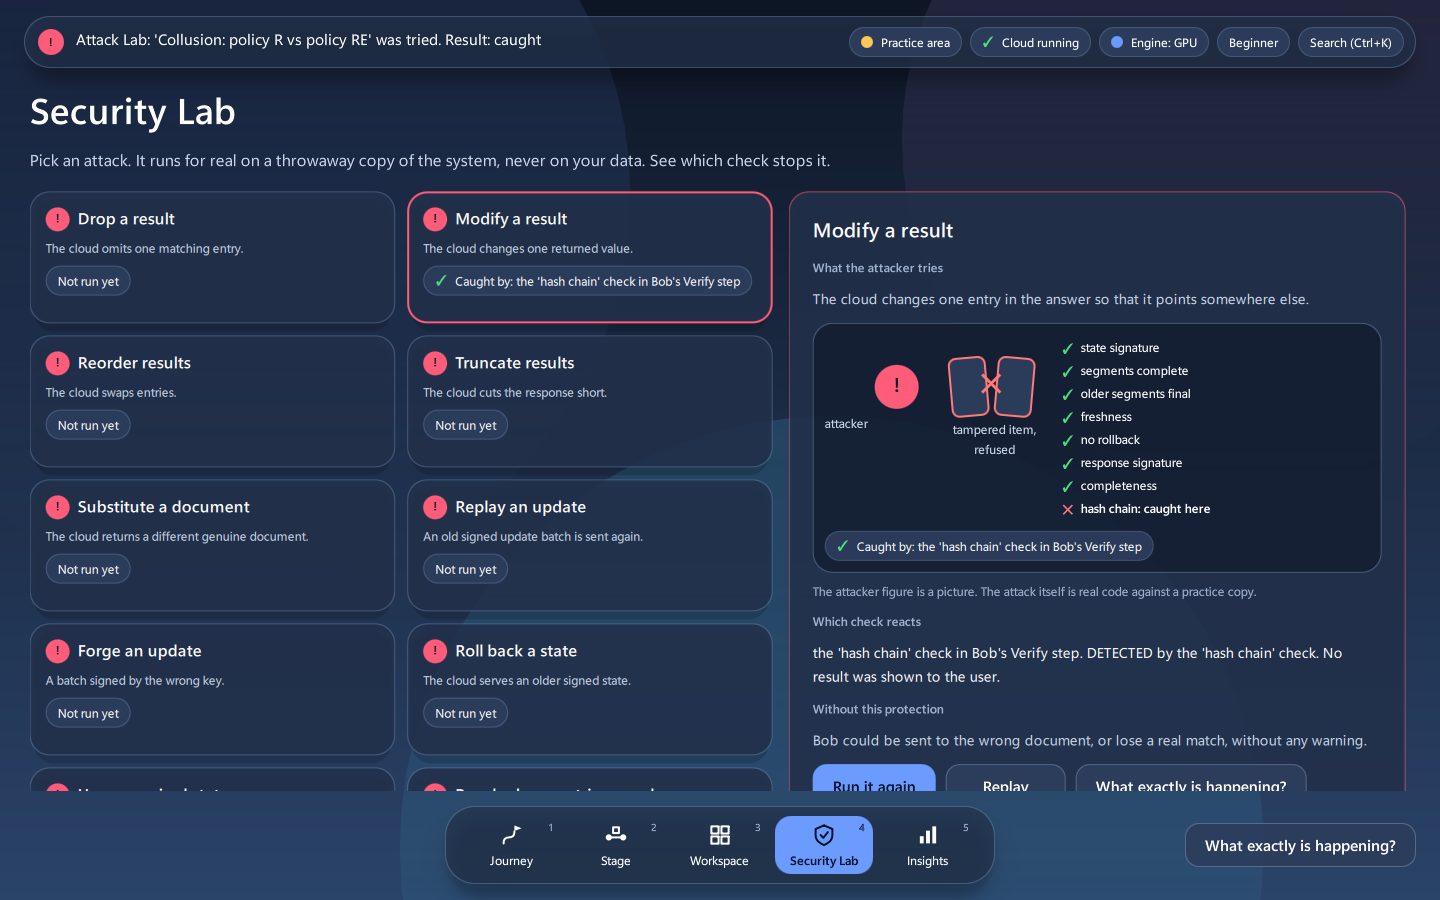 Attack Lab: 'Collusion: policy R vs policy RE' was tried. Result: caught
Practice area
Cloud running
Engine: GPU
Beginner
Search (Ctrl+K)
Security Lab
Pick an attack. It runs for real on a throwaway copy of the system, never on your data. See which check stops it.
Drop a result
The cloud omits one matching entry.
Not run yet
Modify a result
The cloud changes one returned value.
Caught by: the 'hash chain' check in Bob's Verify step
Reorder results
The cloud swaps entries.
Not run yet
Truncate results
The cloud cuts the response short.
Not run yet
Substitute a document
The cloud returns a different genuine document.
Not run yet
Replay an update
An old signed update batch is sent again.
Not run yet
Forge an update
A batch signed by the wrong key.
Not run yet
Roll back a state
The cloud serves an older signed state.
Not run yet
Modify a result
What the attacker tries
The cloud changes one entry in the answer so that it points somewhere else.
attacker
tampered item,
refused
state signature
segments complete
older segments final
freshness
no rollback
response signature
completeness
hash chain: caught here
Caught by: the 'hash chain' check in Bob's Verify step
The attacker figure is a picture. The attack itself is real code against a practice copy.
Which check reacts
the 'hash chain' check in Bob's Verify step. DETECTED by the 'hash chain' check. No
result was shown to the user.
Without this protection
Bob could be sent to the wrong document, or lose a real match, without any warning.
Run it again
Replay
What exactly is happening?
Journey 1
Stage 2
Workspace 3
Security Lab 4
Insights 5
What exactly is happening?